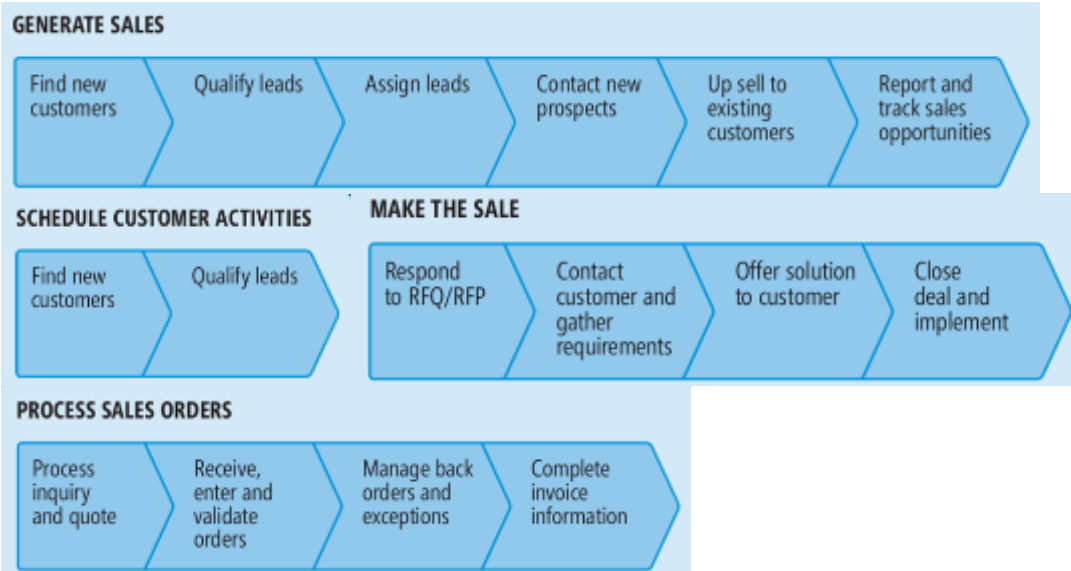 GENERATE SALES
Find new
customers
Qualify leads
Assign leads
Contact new
prospects
Up sell to
existing
customers
Report and
track sales
opportunities
SCHEDULE CUSTOMER ACTIVITIES
Find new
customers
Qualify leads
MAKE THE SALE
Respond
to RFQ/RFP
Contact
customer and
gather
requirements
Offer solution
to customer
Close
deal and
implement
PROCESS SALES ORDERS
Process
inquiry
and quote
Receive,
enter and
validate
orders
Manage back
orders and
exceptions
Complete
invoice
information